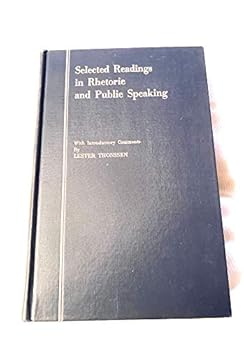 Selected Readings
in Rhetoric
and Public Speaking
With Introductory Comments
By
LESTER THONSSEN